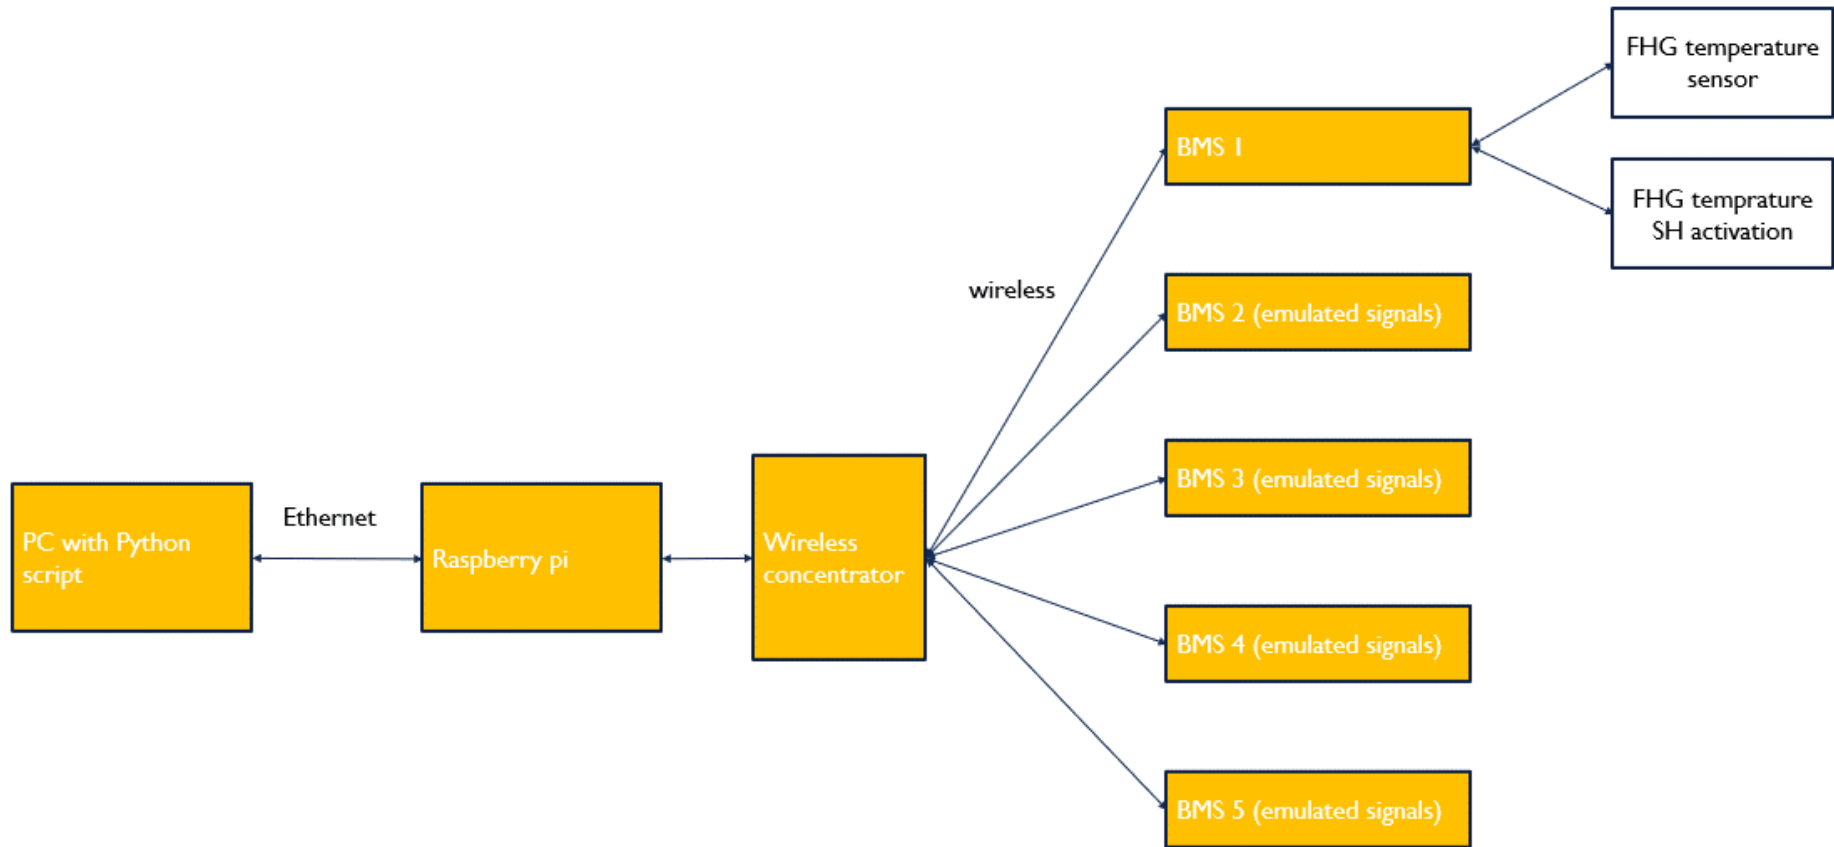 FHG temperature
sensor
BMS 1
FHG temprature
SH activation
wireless
BMS 2 (emulated signals)
BMS 3 (emulated signals)
Ethernet
PC with Python
script
Raspberry pi
Wireless
concentrator
BMS 4 (emulated signals)
BMS 5 (emulated signals)